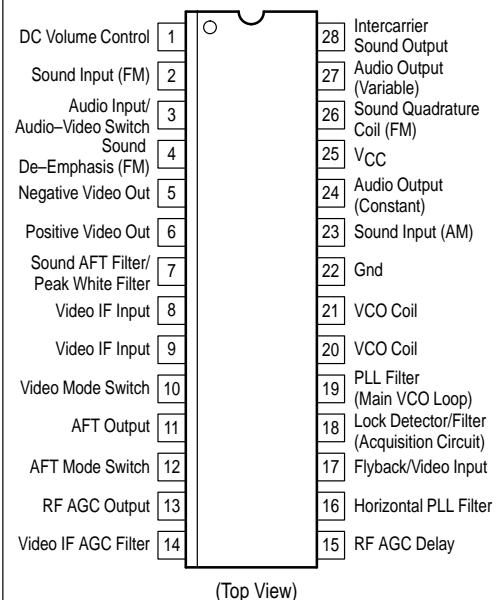 DC Volume Control 1
Sound Input (FM) 2
Audio Input/
Audio–Video Switch 3
Sound
De–Emphasis (FM) 4
Negative Video Out 5
Positive Video Out 6
Sound AFT Filter/
Peak White Filter 7
Video IF Input 8
Video IF Input 9
Video Mode Switch 10
AFT Output 11
AFT Mode Switch 12
RF AGC Output 13
Video IF AGC Filter 14
28 Intercarrier
Sound Output
27 Audio Output
(Variable)
26 Sound Quadrature
Coil (FM)
25 VCC
24 Audio Output
(Constant)
23 Sound Input (AM)
22 Gnd
21 VCO Coil
20 VCO Coil
19 PLL Filter
(Main VCO Loop)
18 Lock Detector/Filter
(Acquisition Circuit)
17 Flyback/Video Input
16 Horizontal PLL Filter
15 RF AGC Delay
(Top View)